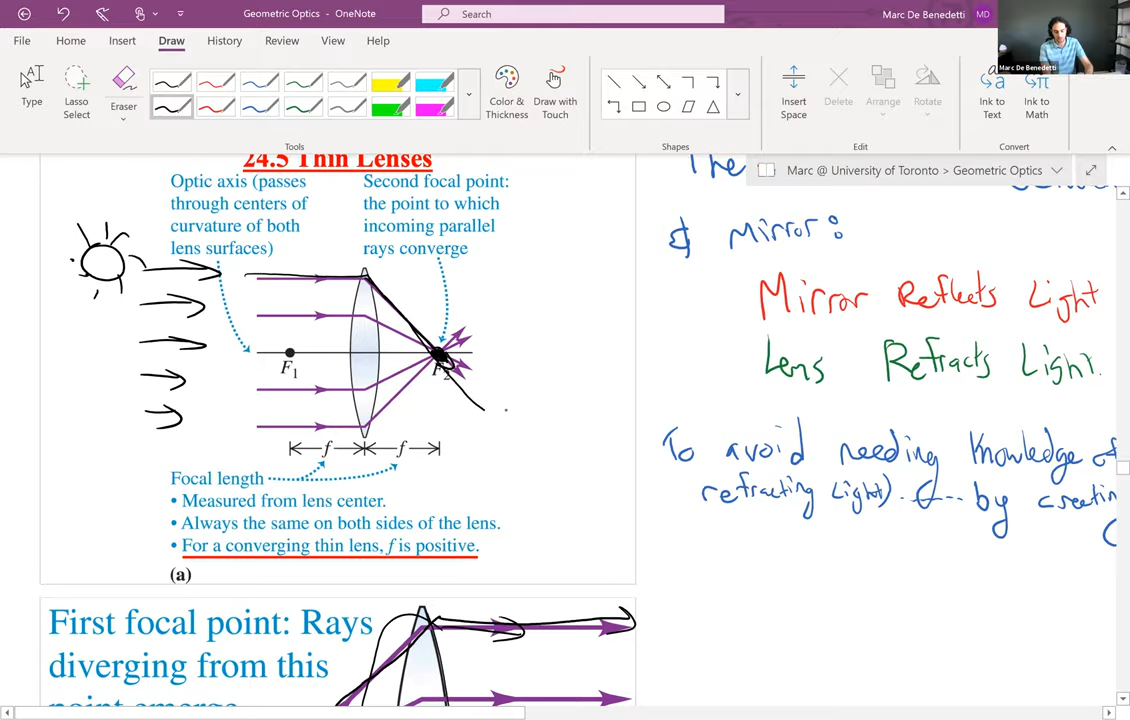 Geometric Optics - OneNote
Search
Marc De Benedetti
MD
File Home Insert Draw History Review View Help
Marc De Benedetti
Type
Lasso Select
Eraser
Color & Thickness
Draw with Touch
Insert Space
Delete
Arrange
Rotate
Ink to Text
Ink to Math
Tools
Shapes
Edit
Convert
Marc @ University of Toronto > Geometric Optics
24.5 Thin Lenses
Optic axis (passes
through centers of
curvature of both
lens surfaces)
Second focal point:
the point to which
incoming parallel
rays converge
F1
F2
f
f
Focal length
• Measured from lens center.
• Always the same on both sides of the lens.
• For a converging thin lens, f is positive.
(a)
First focal point: Rays
diverging from this
point emerge
The
& Mirror:
Mirror Reflects Light
Lens Refracts Light.
To avoid needing Knowledge of
refracting Light). by